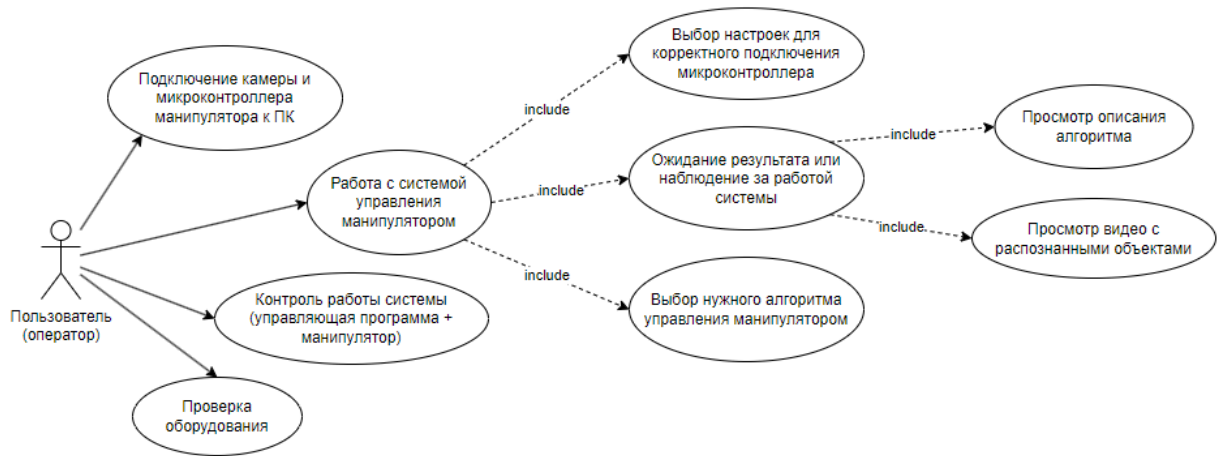 Подключение камеры и
микроконтроллера
манипулятора к ПК
Пользователь
(оператор)
Работа с системой
управления
манипулятором
Контроль работы системы
(управляющая программа +
манипулятор)
Проверка
оборудования
include
include
include
Выбор настроек для
корректного подключения
микроконтроллера
Ожидание результата или
наблюдение за работой
системы
Выбор нужного алгоритма
управления манипулятором
include
include
Просмотр описания
алгоритма
Просмотр видео с
распознанными объектами